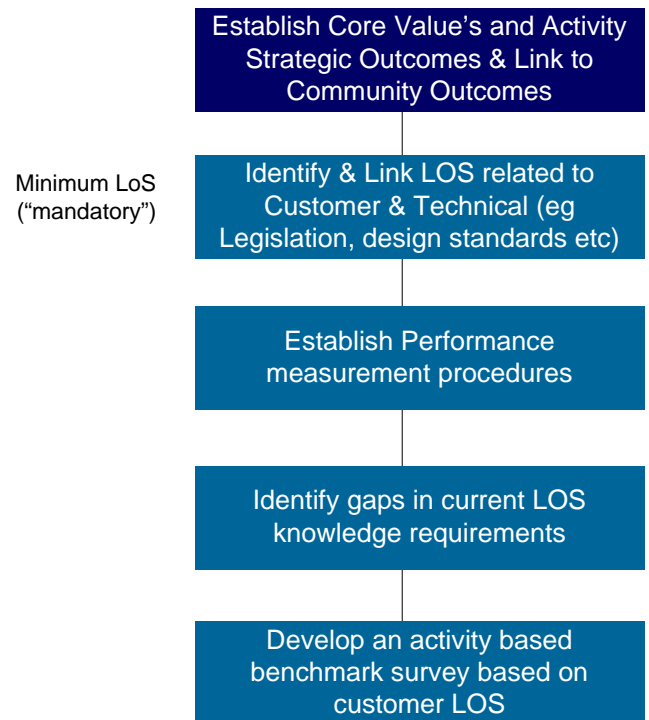 Establish Core Value's and Activity
Strategic Outcomes & Link to
Community Outcomes
Minimum LoS
(“mandatory”)
Identify & Link LOS related to
Customer & Technical (eg
Legislation, design standards etc)
Establish Performance
measurement procedures
Identify gaps in current LOS
knowledge requirements
Develop an activity based
benchmark survey based on
customer LOS